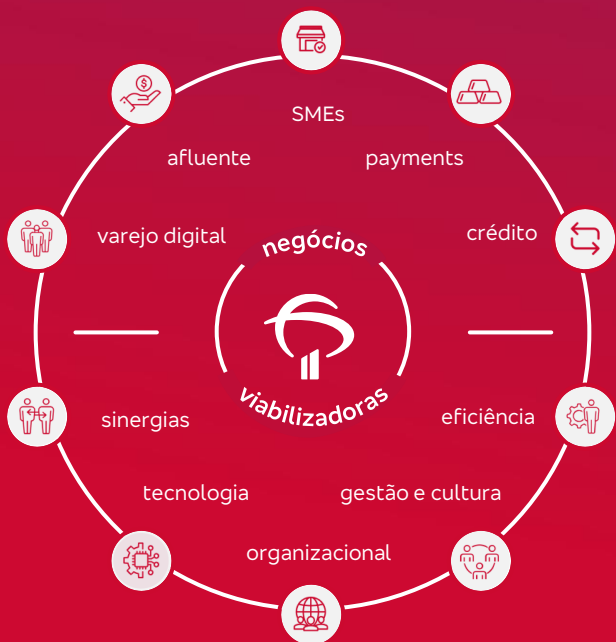 SMEs
afluente
payments
varejo digital
crédito
negócios
viabilizadoras
sinergias
eficiência
tecnologia
gestão e cultura
organizacional